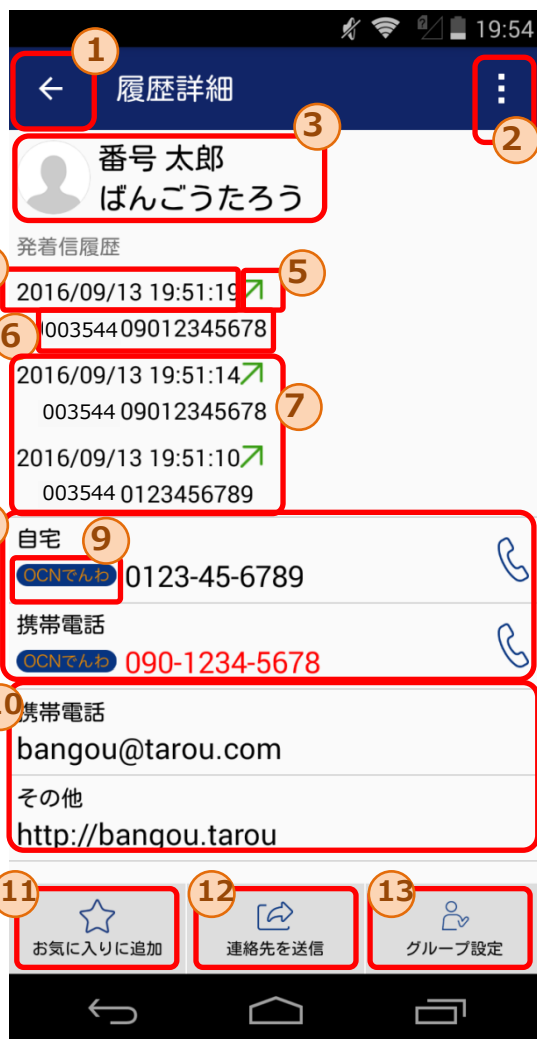 19:54
1
履歴詳細
2
3
番号 太郎
ばんごうたろう
発着信履歴
2016/09/13 19:51:19
5
6
003544 09012345678
2016/09/13 19:51:14
7
003544 09012345678
2016/09/13 19:51:10
003544 0123456789
自宅
9
OCNでんわ 0123-45-6789
携帯電話
OCNでんわ 090-1234-5678
10
携帯電話
bangou@tarou.com
その他
http://bangou.tarou
11
12
13
お気に入りに追加
連絡先を送信
グループ設定